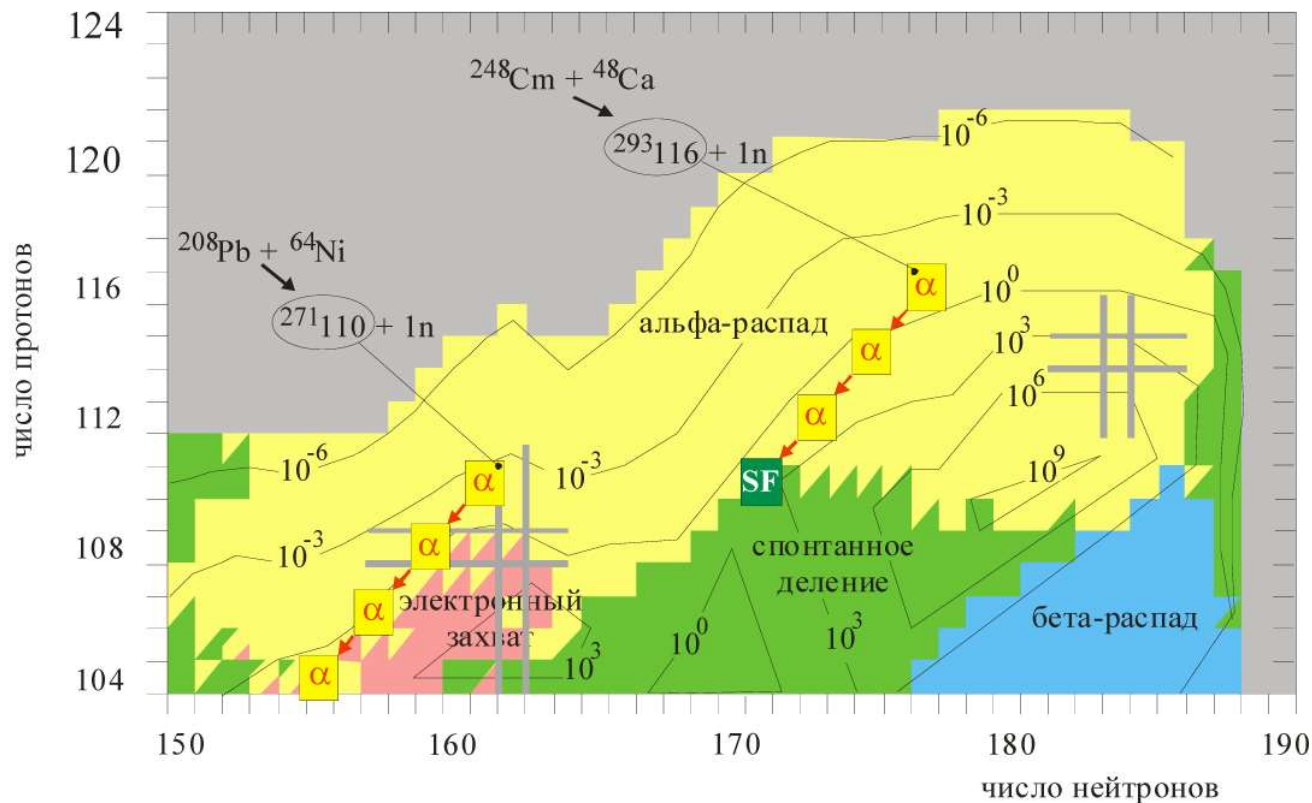 124
120
116
112
108
104
число протонов
²⁴⁸Cm + ⁴⁸Ca
²⁹³116 + 1n
²⁰⁸Pb + ⁶⁴Ni
²⁷¹110 + 1n
10⁻⁶
10⁻³
10⁰
10³
10⁶
10⁹
альфа-распад
α
α
α
SF
10⁻⁶
10⁻³
10⁻³
α
α
α
α
электронный
захват
10³
спонтанное
деление
10⁰
10³
бета-распад
150
160
170
180
190
число нейтронов